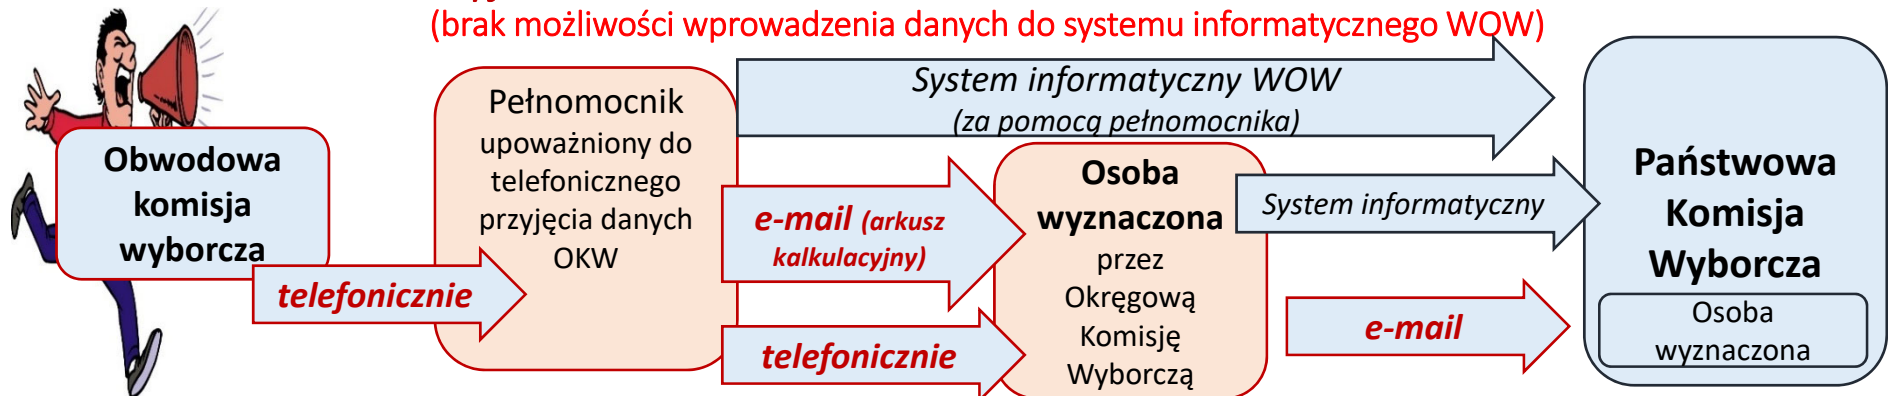 (brak możliwości wprowadzenia danych do systemu informatycznego WOW)
System informatyczny WOW
(za pomocą pełnomocnika)
Obwodowa
komisja
wyborcza
telefonicznie
Pełnomocnik
upoważniony do
telefonicznego
przyjęcia danych
OKW
e-mail (arkusz
kalkulacyjny)
telefonicznie
Osoba
wyznaczona
przez
Okręgową
Komisję
Wyborczą
System informatyczny
e-mail
Państwowa
Komisja
Wyborcza
Osoba
wyznaczona